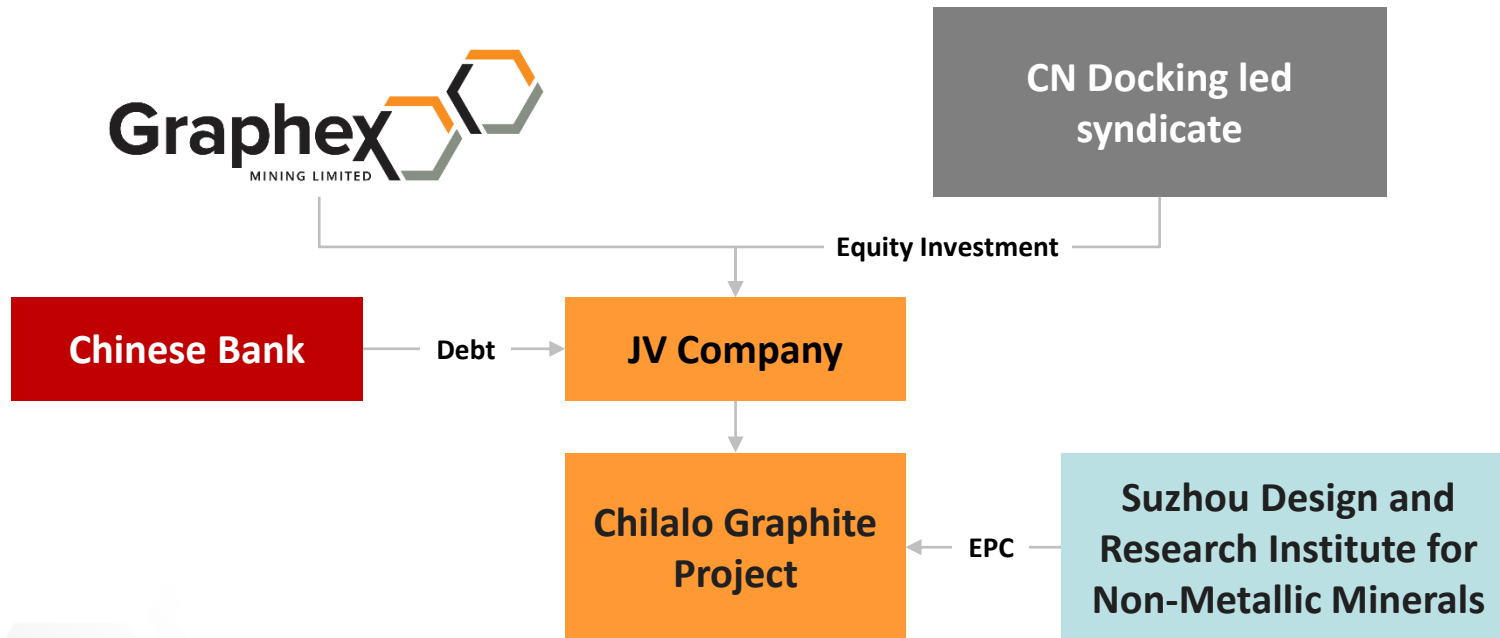 Graphex
MINING LIMITED
CN Docking led
syndicate
Equity Investment
Chinese Bank
Debt
JV Company
Chilalo Graphite
Project
EPC
Suzhou Design and
Research Institute for
Non-Metallic Minerals